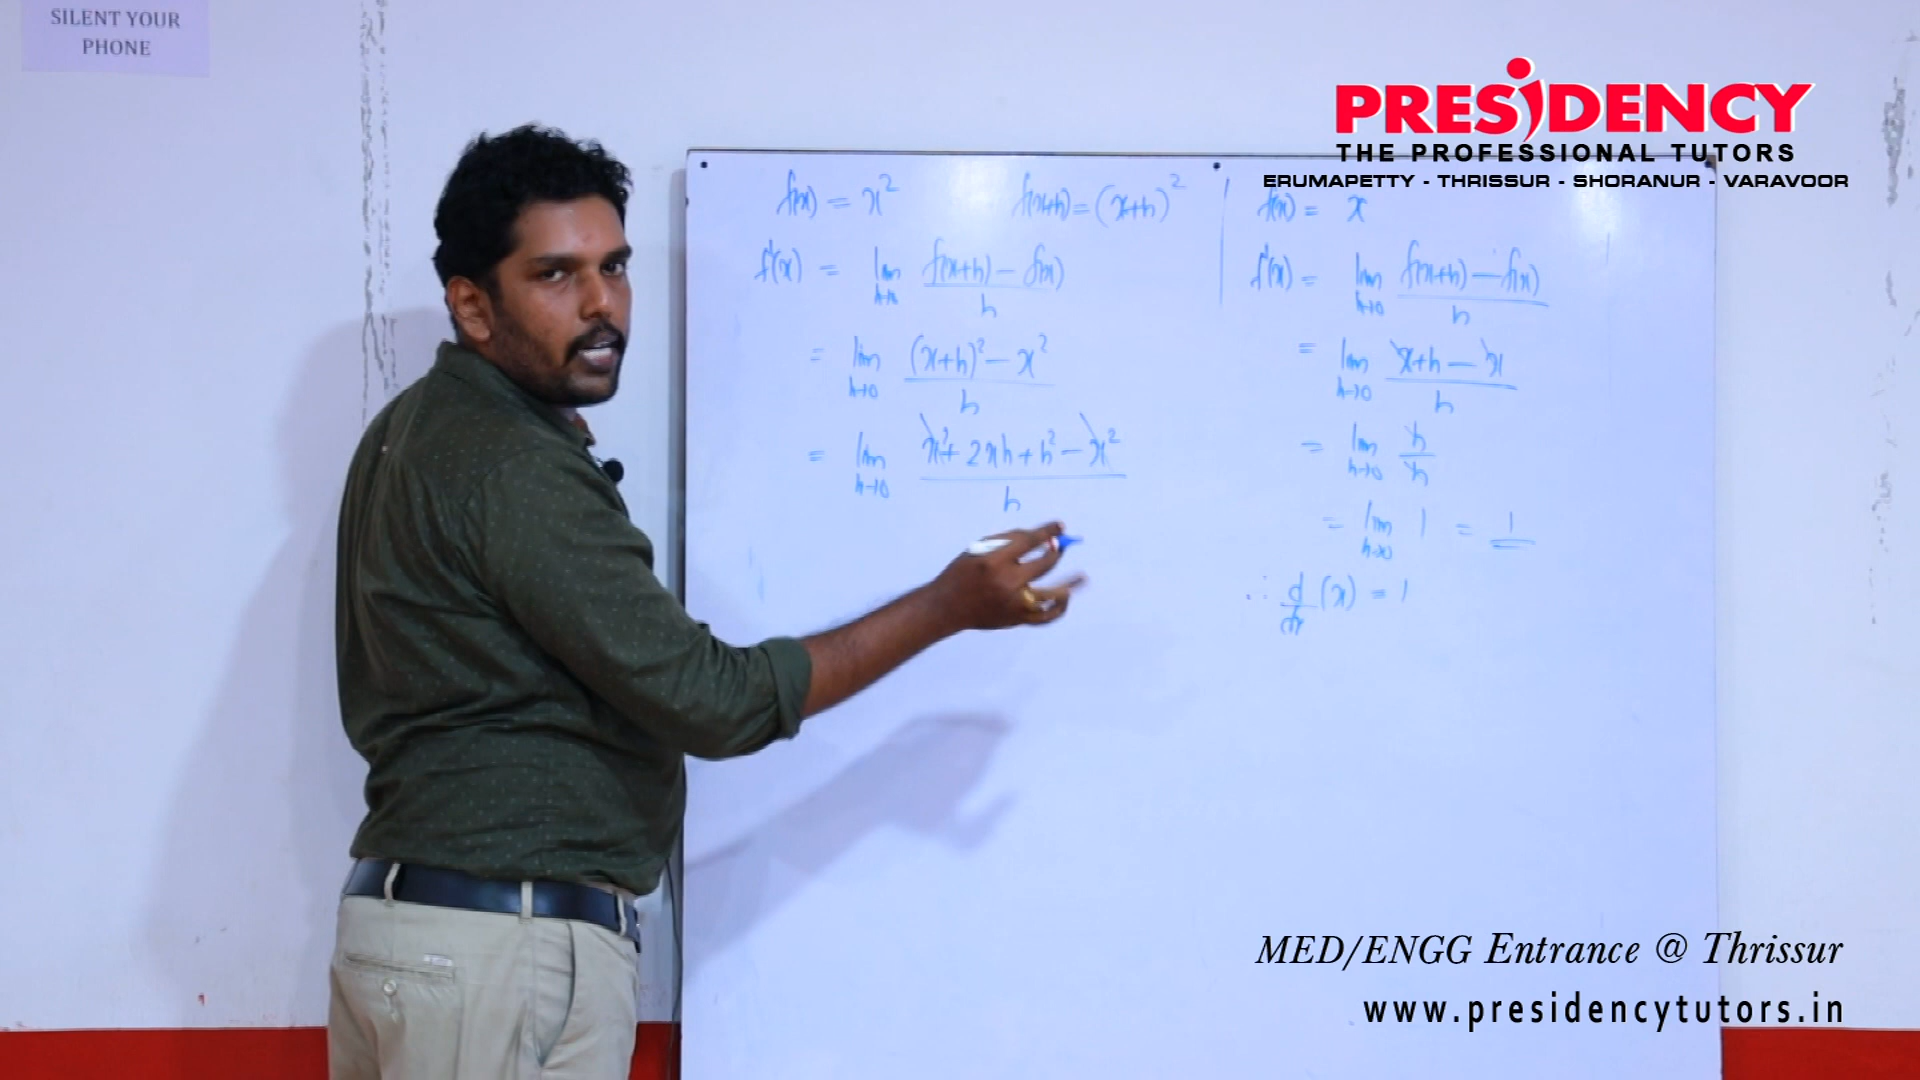 SILENT YOUR
PHONE
PRESiDENCY
THE PROFESSIONAL TUTORS
ERUMAPETTY - THRISSUR - SHORANUR - VARAVOOR
f(x) = x²
f(x+h) = (x+h)²
f'(x) = lim h→0 f(x+h) - f(x) / h
= lim h→0 (x+h)² - x² / h
= lim h→0 x² + 2xh + h² - x² / h
f(x) = x
f'(x) = lim h→0 f(x+h) - f(x) / h
= lim h→0 x+h - x / h
= lim h→0 h / h
= lim h→0 1 = 1
∴ d/dx (x) = 1
MED/ENGG Entrance @ Thrissur
www.presidencytutors.in